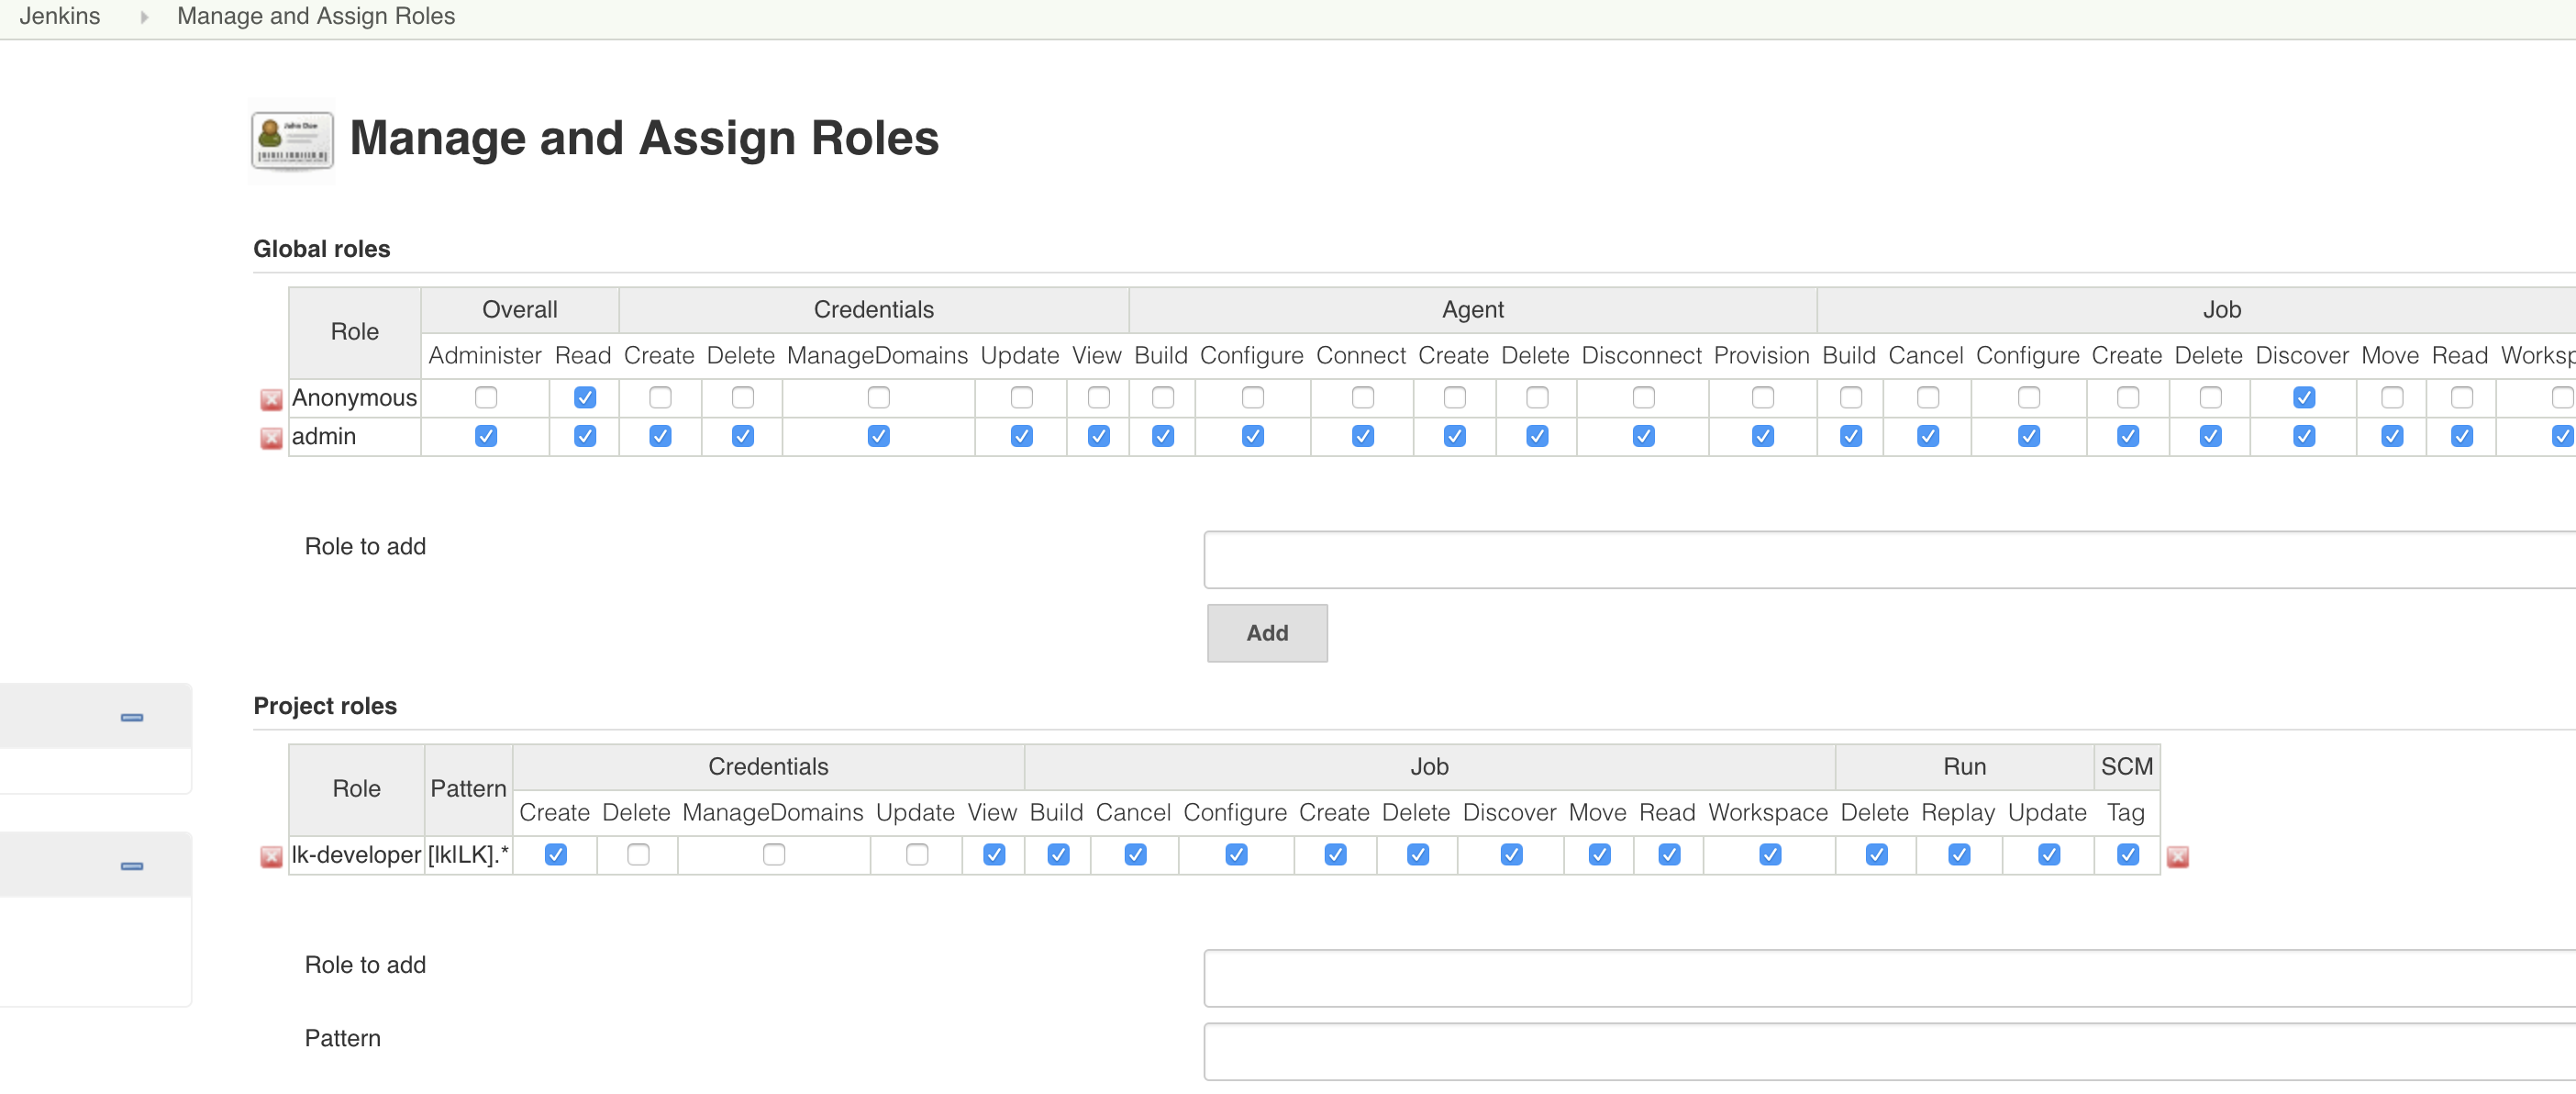 Jenkins Manage and Assign Roles
John Doe
Manage and Assign Roles
Global roles
Role Overall Credentials Agent Job
Administer Read Create Delete ManageDomains Update View Build Configure Connect Create Delete Disconnect Provision Build Cancel Configure Create Delete Discover Move Read Worksp
Anonymous
admin
Role to add
Add
Project roles
Role Pattern Credentials Job Run SCM
Create Delete ManageDomains Update View Build Cancel Configure Create Delete Discover Move Read Workspace Delete Replay Update Tag
lk-developer [lk|LK].*
Role to add
Pattern